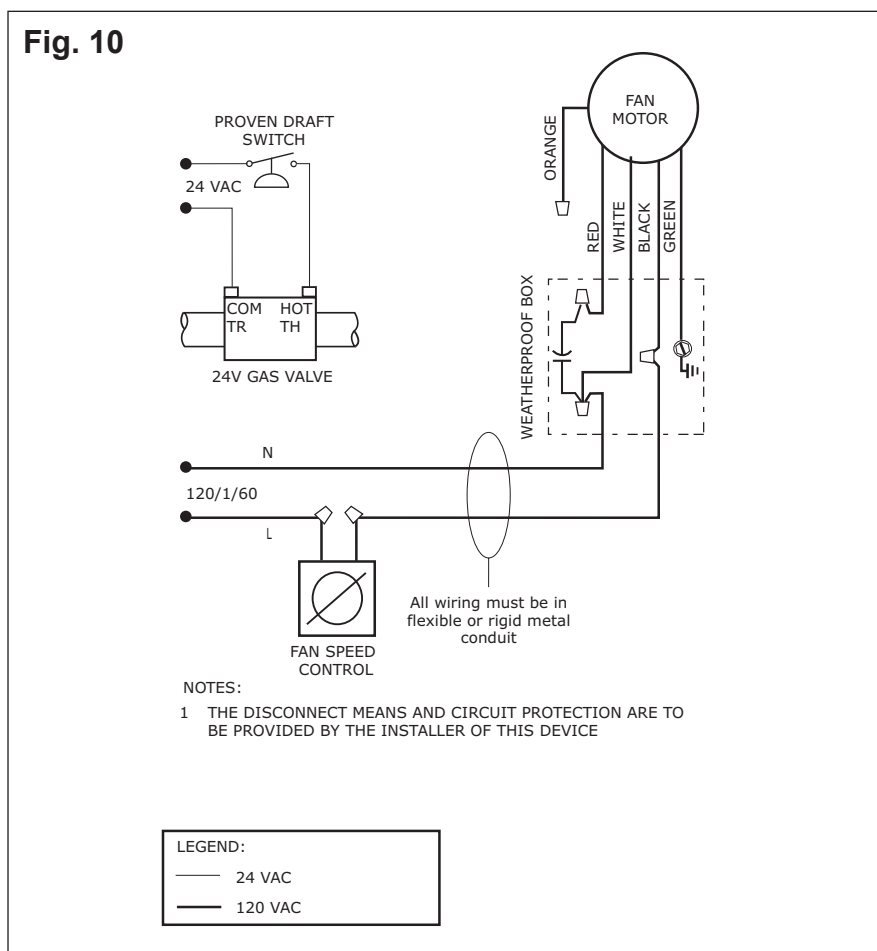 Fig. 10
FAN
MOTOR
PROVEN DRAFT
SWITCH
ORANGE
24 VAC
RED
WHITE
BLACK
GREEN
WEATHERPROOF BOX
COM HOT
TR TH
24V GAS VALVE
N
120/1/60
L
All wiring must be in
flexible or rigid metal
conduit
FAN SPEED
CONTROL
NOTES:
1 THE DISCONNECT MEANS AND CIRCUIT PROTECTION ARE TO
BE PROVIDED BY THE INSTALLER OF THIS DEVICE
LEGEND:
24 VAC
120 VAC